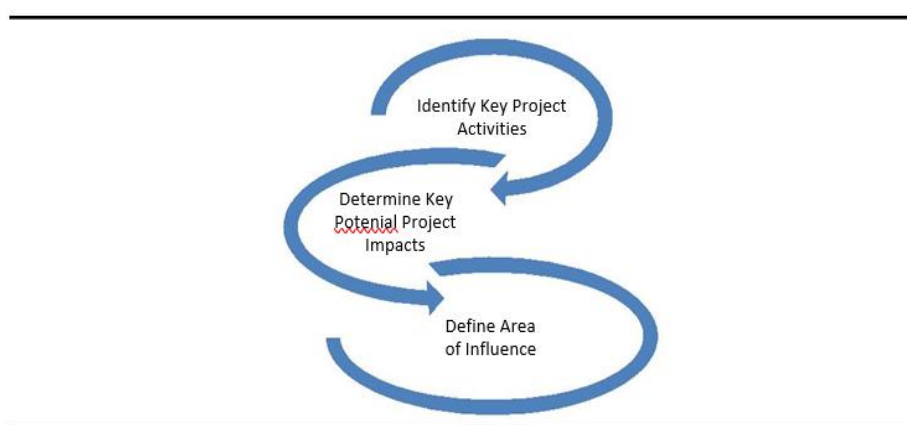 Identify Key Project
Activities
Determine Key
Potenial Project
Impacts
Define Area
of Influence